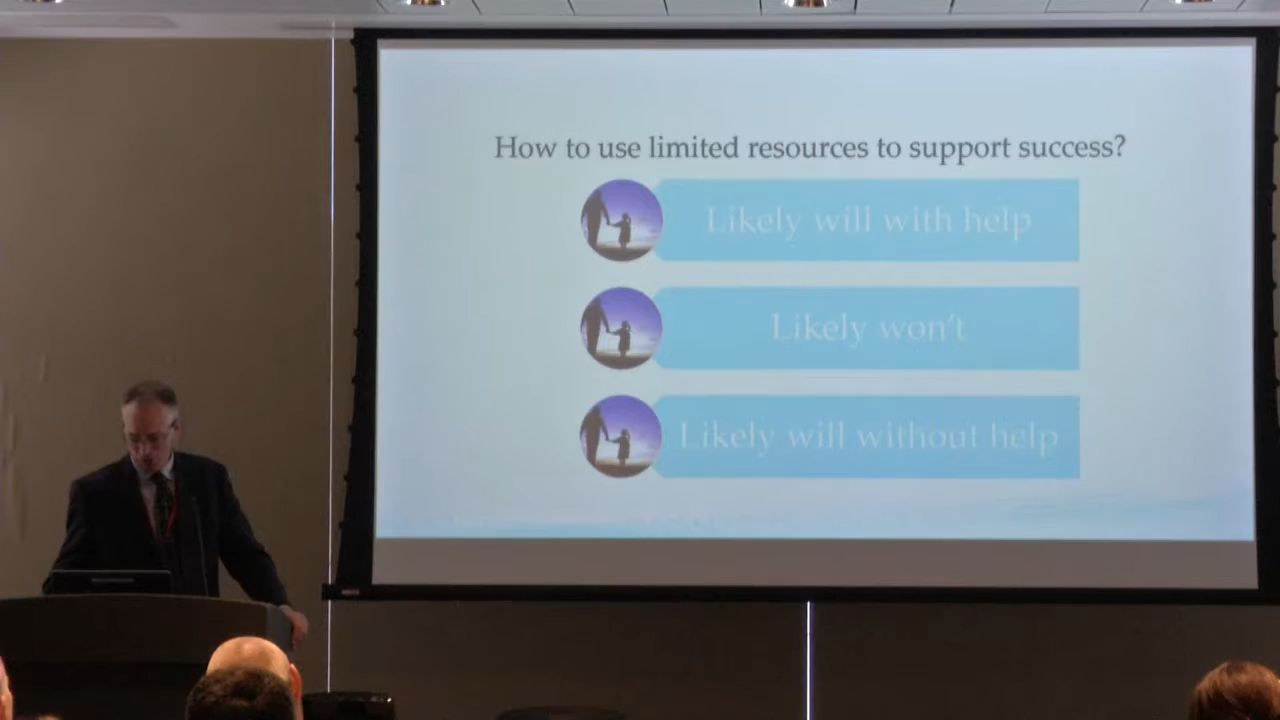 How to use limited resources to support success?
Likely will with help
Likely won't
Likely will without help